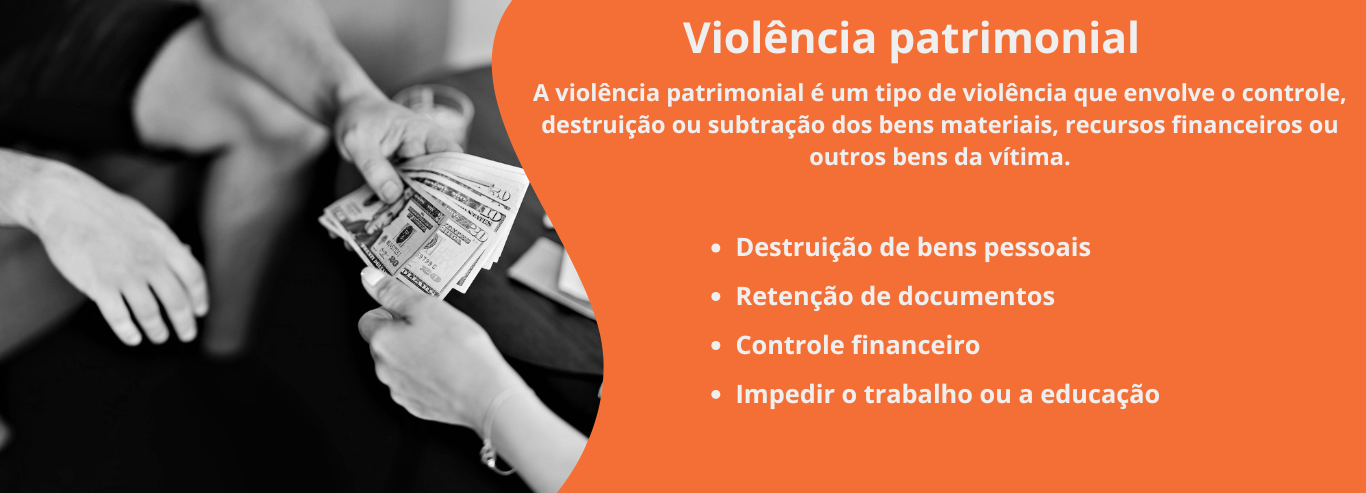 Violência patrimonial
A violência patrimonial é um tipo de violência que envolve o controle,
destruição ou subtração dos bens materiais, recursos financeiros ou
outros bens da vítima.
• Destruição de bens pessoais
• Retenção de documentos
• Controle financeiro
• Impedir o trabalho ou a educação